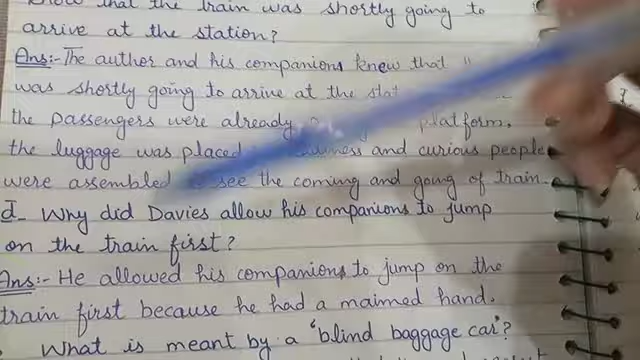 that the train was shortly going to
arrive at the station?
Ans:- The author and his companions knew that
was shortly going to arrive at the
the passengers were already platform,
the luggage was placed and curious people
were assembled to see the coming and going of train.
d- Why did Davies allow his companions to jump
on the train first?
Ans:- He allowed his companions to jump on the
train first because he had a maimed hand.
What is meant by a "blind baggage car"?